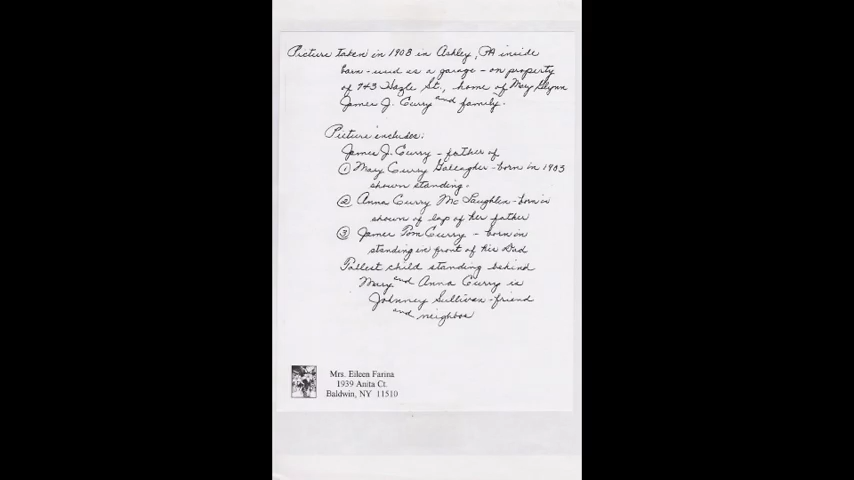 Picture taken in 1908 in Ashley, PA inside
barn - used as a garage - on property
of 943 Hazle St., home of Mary Glynn
James J. Curry and family.
Picture includes:
James J. Curry - father of
① Mary Curry Gallagher - born in 1903
shown standing.
② Anna Curry McLaughlin - born in
shown of lap of her father
③ James Tom Curry - born in
standing in front of his Dad
Tallest child standing behind
Mary and Anna Curry is
Johnney Sullivan - friend
and neighbor
Mrs. Eileen Farina
1939 Anita Ct.
Baldwin, NY 11510